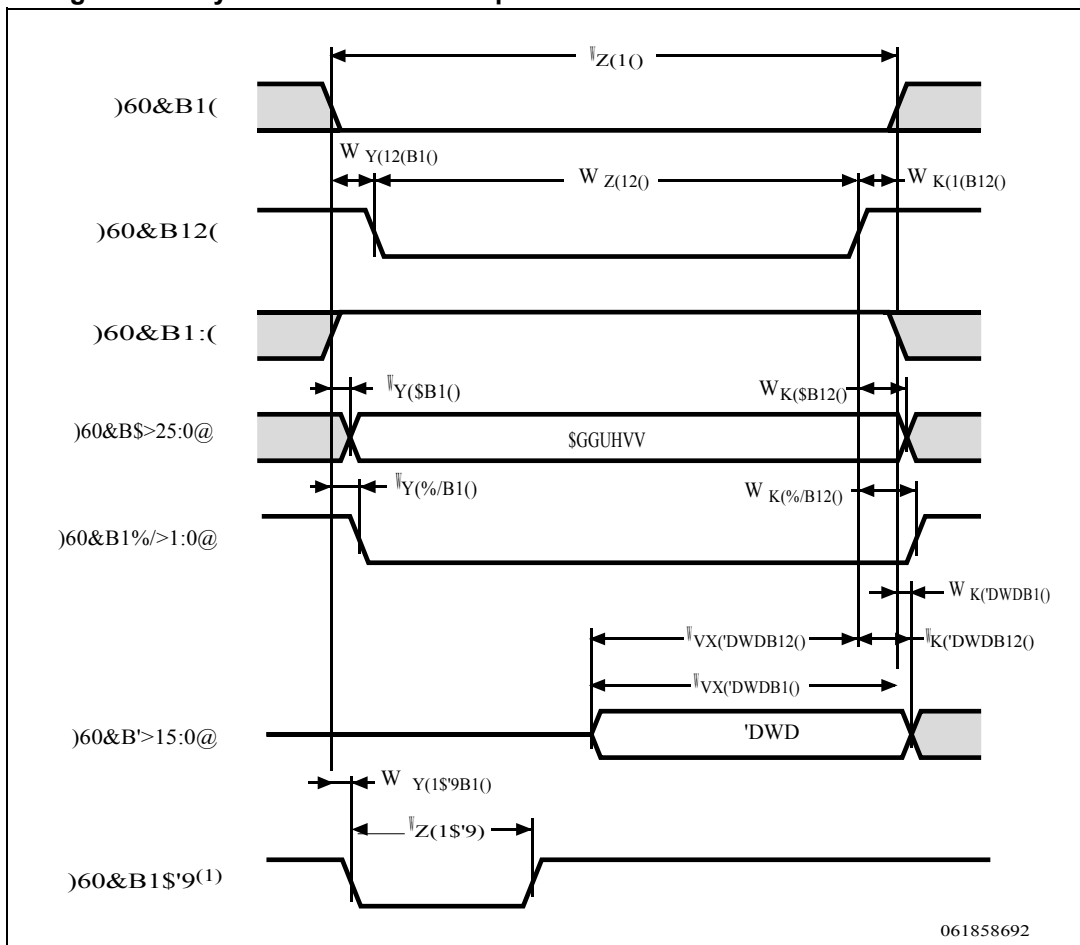 W Z(1()
)60&B1(
W Y(12(B1()
W Z(12()
W K(1(B12()
)60&B12(
)60&B1:(
W Y($B1()
W K($B12()
)60&B$>25:0@
$GGUHVV
W Y(%/B1()
W K(%/B12()
)60&B1%/>1:0@
W K('DWDB1()
W VX('DWDB12()
W K('DWDB12()
W VX('DWDB1()
)60&B'>15:0@
'DWD
W Y(1$'9B1()
W Z(1$'9)
)60&B1$'9(1)
061858692